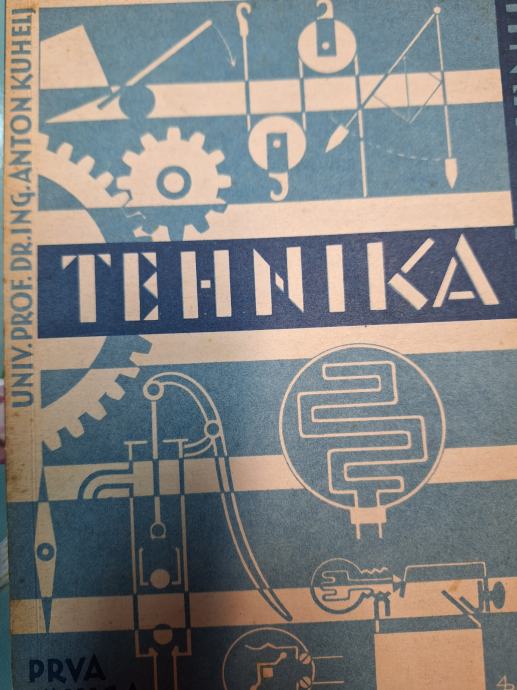 UNIV. PROF. DR. ING. ANTON KUHELJ
TEHNIKA
PRVA